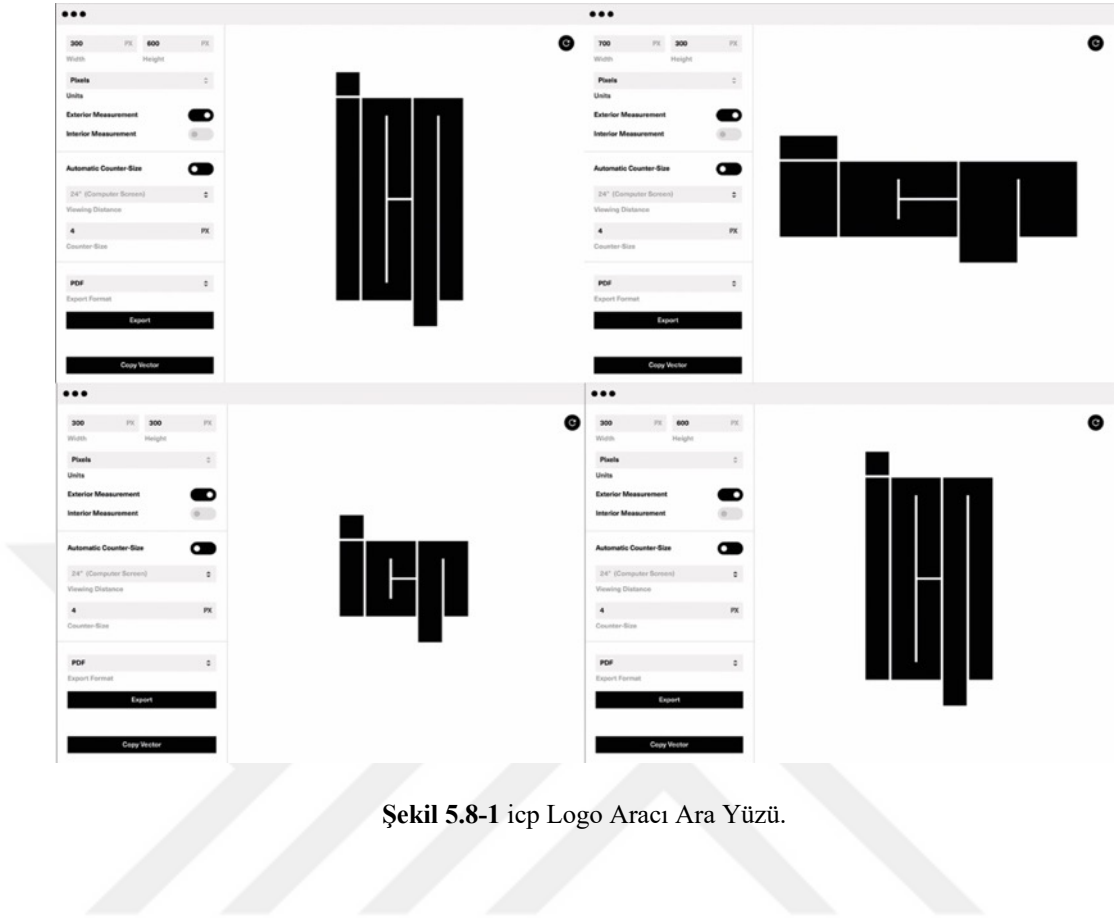 300 PX 600 PX
Width Height
Pixels
Units
Exterior Measurement
Interior Measurement
Automatic Counter-Size
24" (Computer Screen)
Viewing Distance
4 PX
Counter-Size
PDF
Export Format
Export
Copy Vector
icp
700 PX 300 PX
Width Height
Pixels
Units
Exterior Measurement
Interior Measurement
Automatic Counter-Size
24" (Computer Screen)
Viewing Distance
4 PX
Counter-Size
PDF
Export Format
Export
Copy Vector
icp
300 PX 300 PX
Width Height
Pixels
Units
Exterior Measurement
Interior Measurement
Automatic Counter-Size
24" (Computer Screen)
Viewing Distance
4 PX
Counter-Size
PDF
Export Format
Export
Copy Vector
icp
300 PX 600 PX
Width Height
Pixels
Units
Exterior Measurement
Interior Measurement
Automatic Counter-Size
24" (Computer Screen)
Viewing Distance
4 PX
Counter-Size
PDF
Export Format
Export
Copy Vector
icp
Şekil 5.8-1 icp Logo Aracı Ara Yüzü.